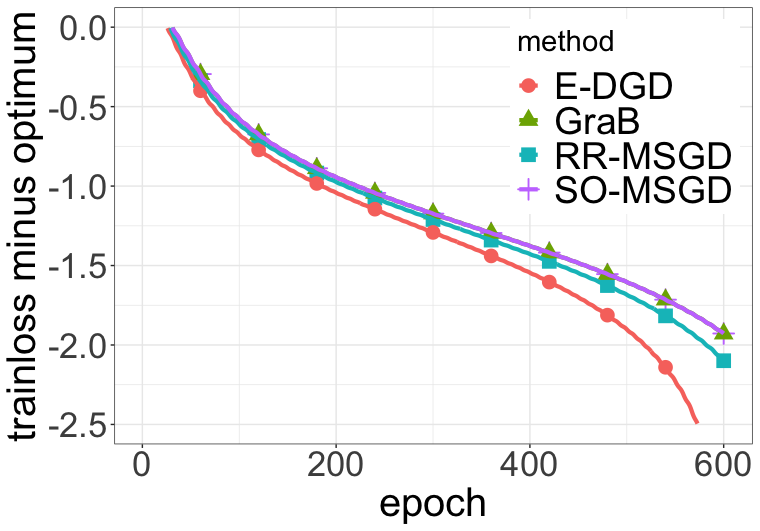 trainloss minus optimum
0.0
-0.5
-1.0
-1.5
-2.0
-2.5
method
E-DGD
GraB
RR-MSGD
SO-MSGD
0 200 400 600
epoch